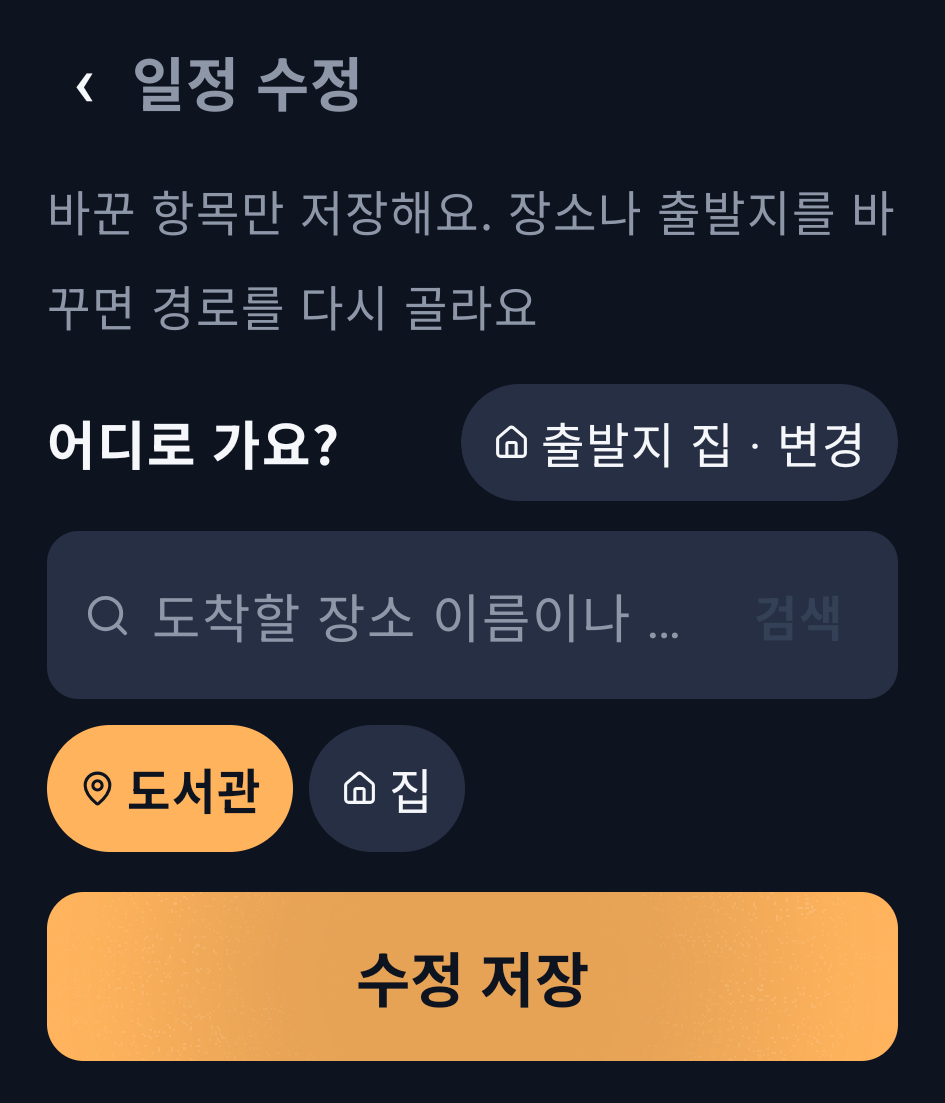 ‹ 일정 수정
바꾼 항목만 저장해요. 장소나 출발지를 바
꾸면 경로를 다시 골라요
어디로 가요?
출발지 집 · 변경
도착할 장소 이름이나 ...
검색
도서관
집
수정 저장